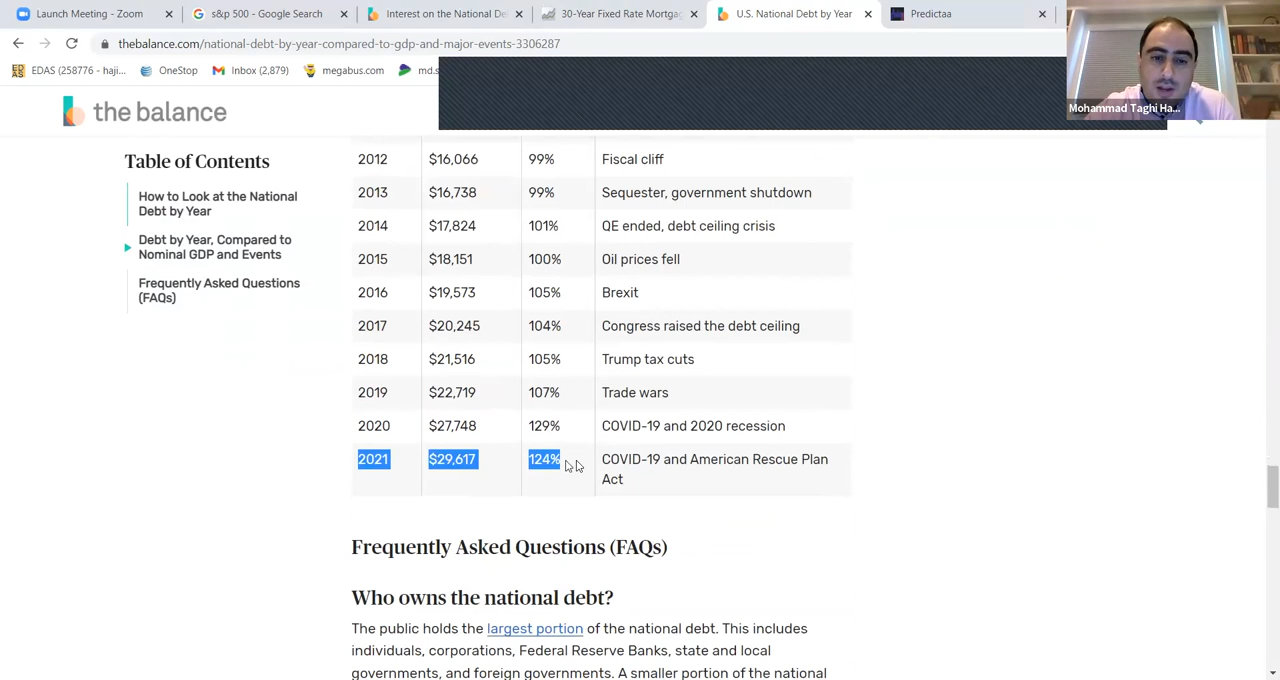 Launch Meeting - Zoom
s&p 500 - Google Search
Interest on the National De
30-Year Fixed Rate Mortga
U.S. National Debt by Year
Predictaa
thebalance.com/national-debt-by-year-compared-to-gdp-and-major-events-3306287
EDAS (258776 - haji...
OneStop
Inbox (2,879)
megabus.com
md.s
Mohammad Taghi Ha...
the balance
Table of Contents
How to Look at the National
Debt by Year
Debt by Year, Compared to
Nominal GDP and Events
Frequently Asked Questions
(FAQs)
2012 $16,066 99% Fiscal cliff
2013 $16,738 99% Sequester, government shutdown
2014 $17,824 101% QE ended, debt ceiling crisis
2015 $18,151 100% Oil prices fell
2016 $19,573 105% Brexit
2017 $20,245 104% Congress raised the debt ceiling
2018 $21,516 105% Trump tax cuts
2019 $22,719 107% Trade wars
2020 $27,748 129% COVID-19 and 2020 recession
2021 $29,617 124% COVID-19 and American Rescue Plan
Act
Frequently Asked Questions (FAQs)
Who owns the national debt?
The public holds the largest portion of the national debt. This includes
individuals, corporations, Federal Reserve Banks, state and local
governments, and foreign governments. A smaller portion of the national